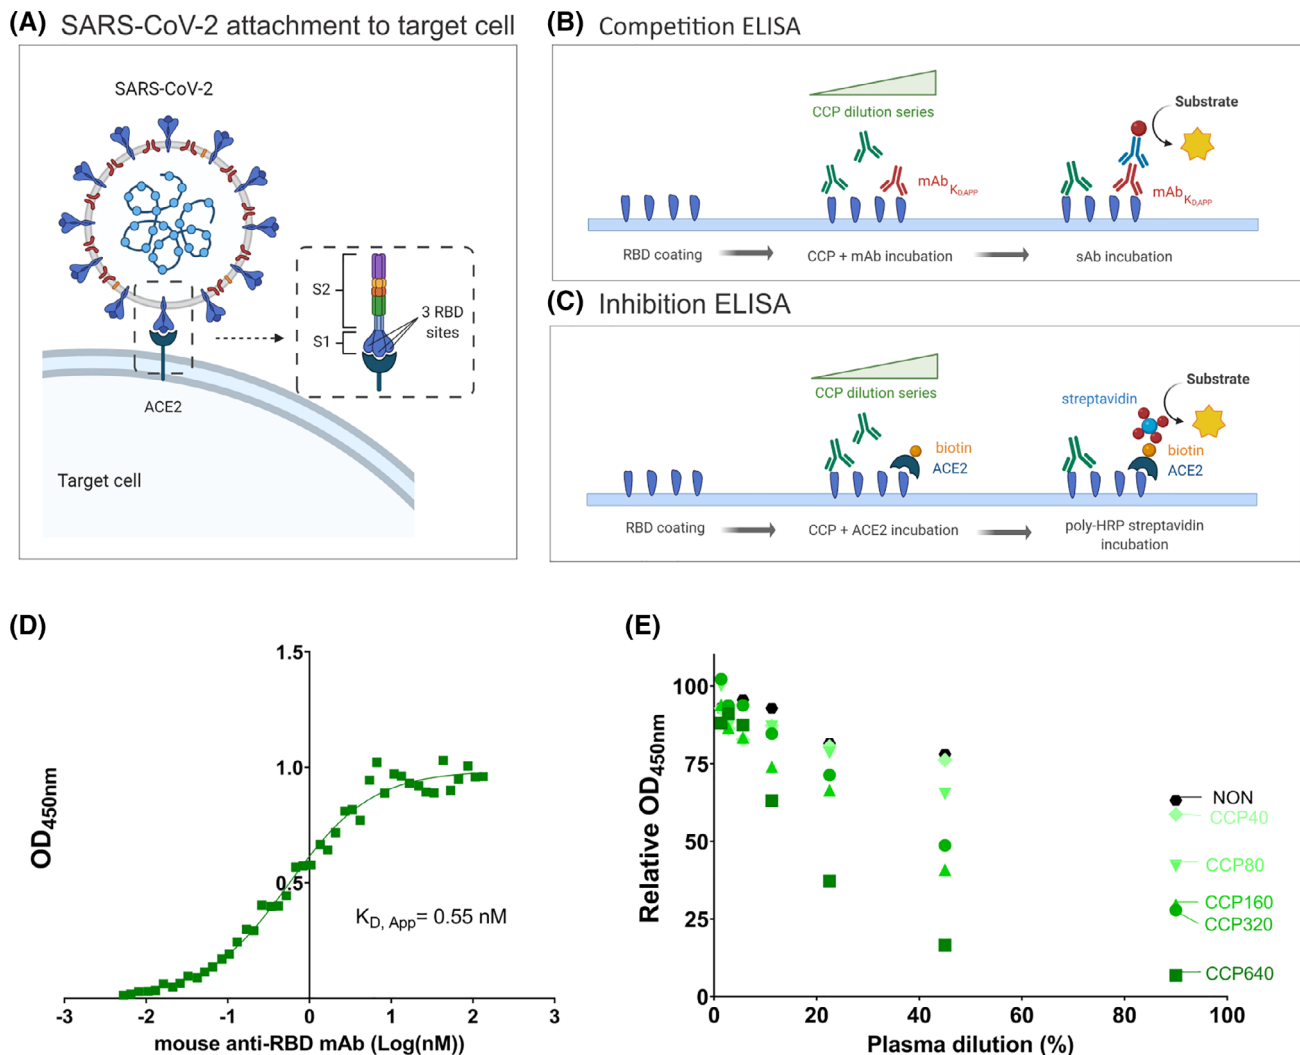 (A) SARS-CoV-2 attachment to target cell
SARS-CoV-2
S2
S1
3 RBD
sites
ACE2
Target cell
(B) Competition ELISA
CCP dilution series
mAb K_D,APP
Substrate
mAb K_D,APP
RBD coating
CCP + mAb incubation
sAb incubation
(C) Inhibition ELISA
CCP dilution series
biotin
ACE2
streptavidin
Substrate
biotin
ACE2
RBD coating
CCP + ACE2 incubation
poly-HRP streptavidin
incubation
(D)
1.5
1.0
0.5
OD450nm
K_D, App= 0.55 nM
-3 -2 -1 0 1 2 3
mouse anti-RBD mAb (Log(nM))
(E)
100
75
50
25
0
Relative OD450nm
NON
CCP40
CCP80
CCP160
CCP320
CCP640
0 20 40 60 80 100
Plasma dilution (%)